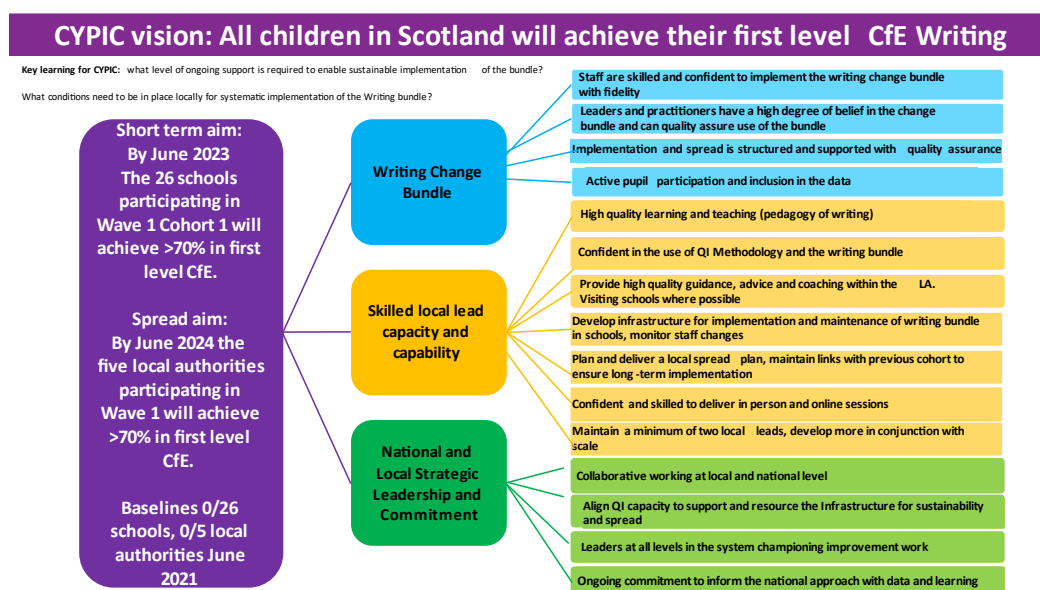 CYPIC vision: All children in Scotland will achieve their first level CfE Writing
Key learning for CYPIC: what level of ongoing support is required to enable sustainable implementation of the bundle?
What conditions need to be in place locally for systematic implementation of the Writing bundle?
Short term aim:
By June 2023
The 26 schools
participating in
Wave 1 Cohort 1 will
achieve >70% in first
level CfE.
Spread aim:
By June 2024 the
five local authorities
participating in
Wave 1 will achieve
>70% in first level
CfE.
Baselines 0/26
schools, 0/5 local
authorities June
2021
Writing Change
Bundle
Staff are skilled and confident to implement the writing change bundle
with fidelity
Leaders and practitioners have a high degree of belief in the change
bundle and can quality assure use of the bundle
Implementation and spread is structured and supported with quality assurance
Active pupil participation and inclusion in the data
Skilled local lead
capacity and
capability
High quality learning and teaching (pedagogy of writing)
Confident in the use of QI Methodology and the writing bundle
Provide high quality guidance, advice and coaching within the LA.
Visiting schools where possible
Develop infrastructure for implementation and maintenance of writing bundle
in schools, monitor staff changes
Plan and deliver a local spread plan, maintain links with previous cohort to
ensure long -term implementation
Confident and skilled to deliver in person and online sessions
Maintain a minimum of two local leads, develop more in conjunction with
scale
National and
Local Strategic
Leadership and
Commitment
Collaborative working at local and national level
Align QI capacity to support and resource the Infrastructure for sustainability
and spread
Leaders at all levels in the system championing improvement work
Ongoing commitment to inform the national approach with data and learning